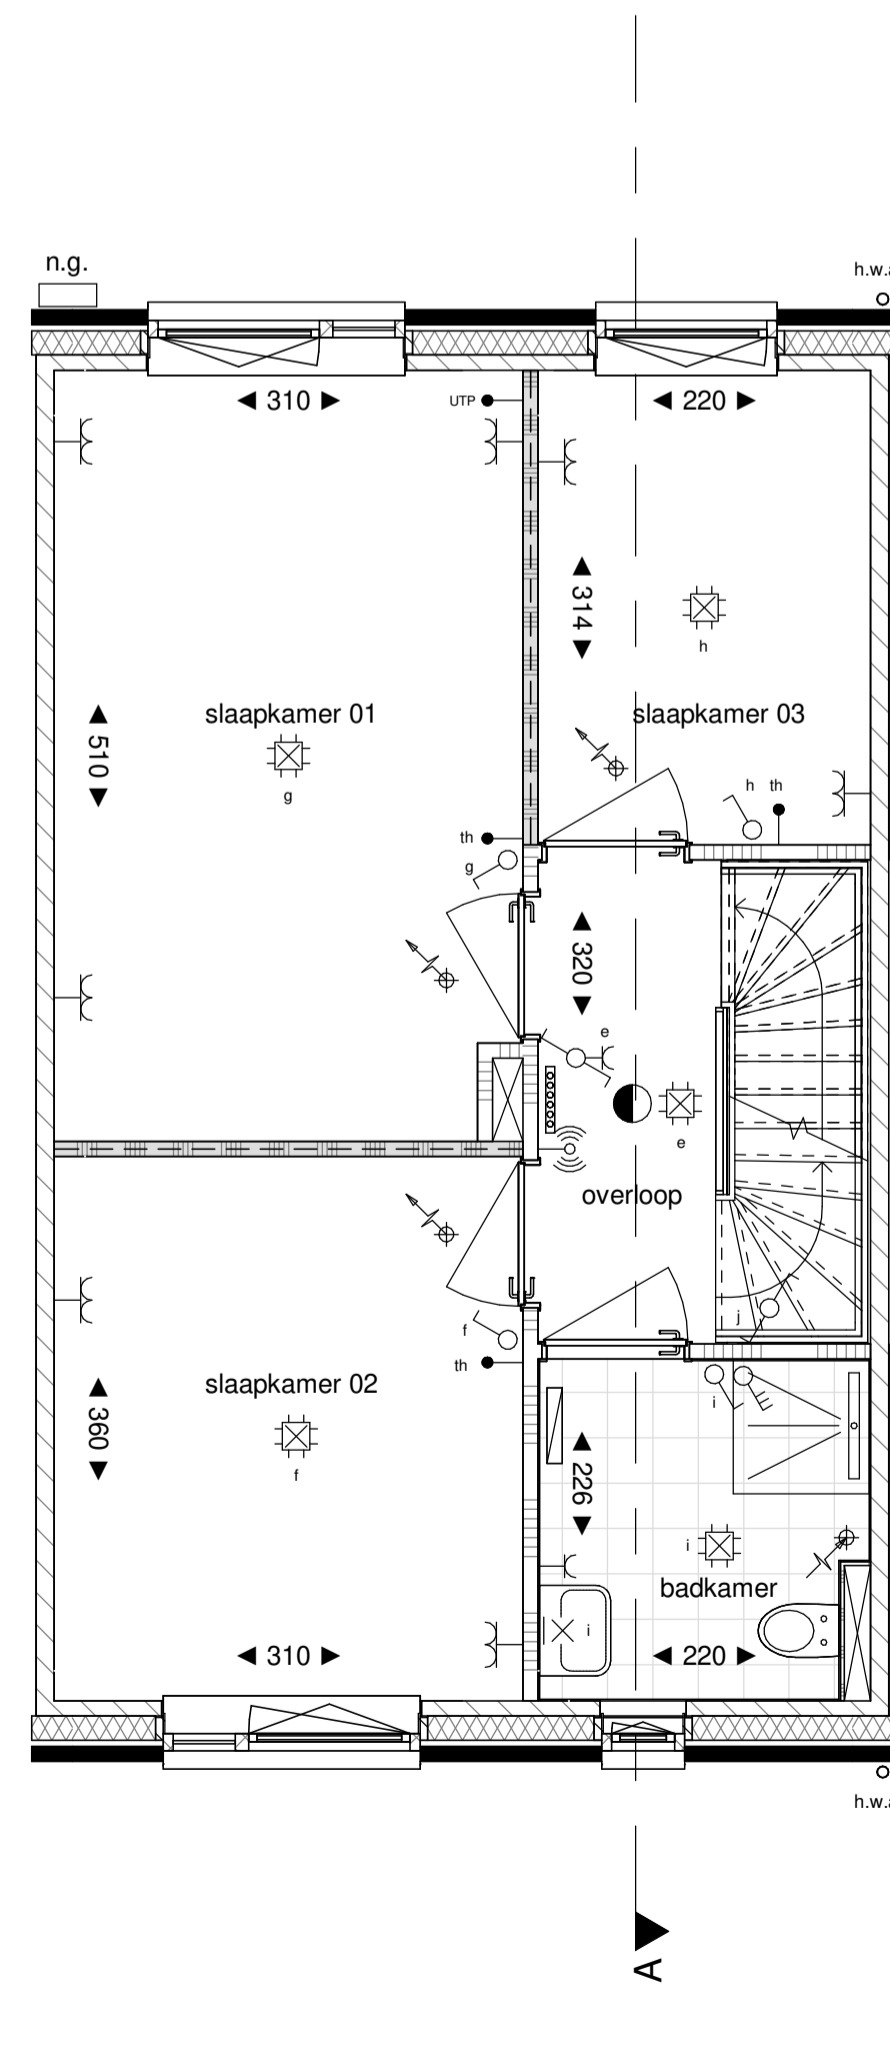 n.g.
h.w.a
◄ 310 ►
UTP
◄ 220 ►
◄ 314 ►
h
slaapkamer 01
slaapkamer 03
◄ 510 ►
g
h
th
th
g
◄ 320 ►
e
e
overloop
j
f
th
slaapkamer 02
i
◄ 360 ►
f
◄ 226 ►
i
badkamer
i
◄ 310 ►
◄ 220 ►
h.w.a
A